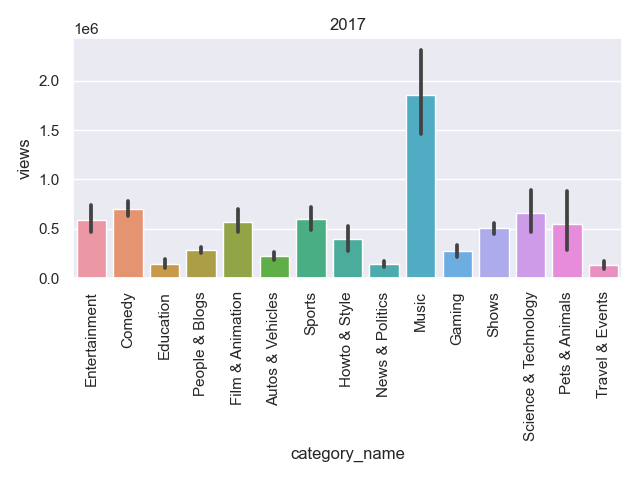 2017
1e6
views
2.0
1.5
1.0
0.5
0.0
Entertainment
Comedy
Education
People & Blogs
Film & Animation
Autos & Vehicles
Sports
Howto & Style
News & Politics
Music
Gaming
Shows
Science & Technology
Pets & Animals
Travel & Events
category_name